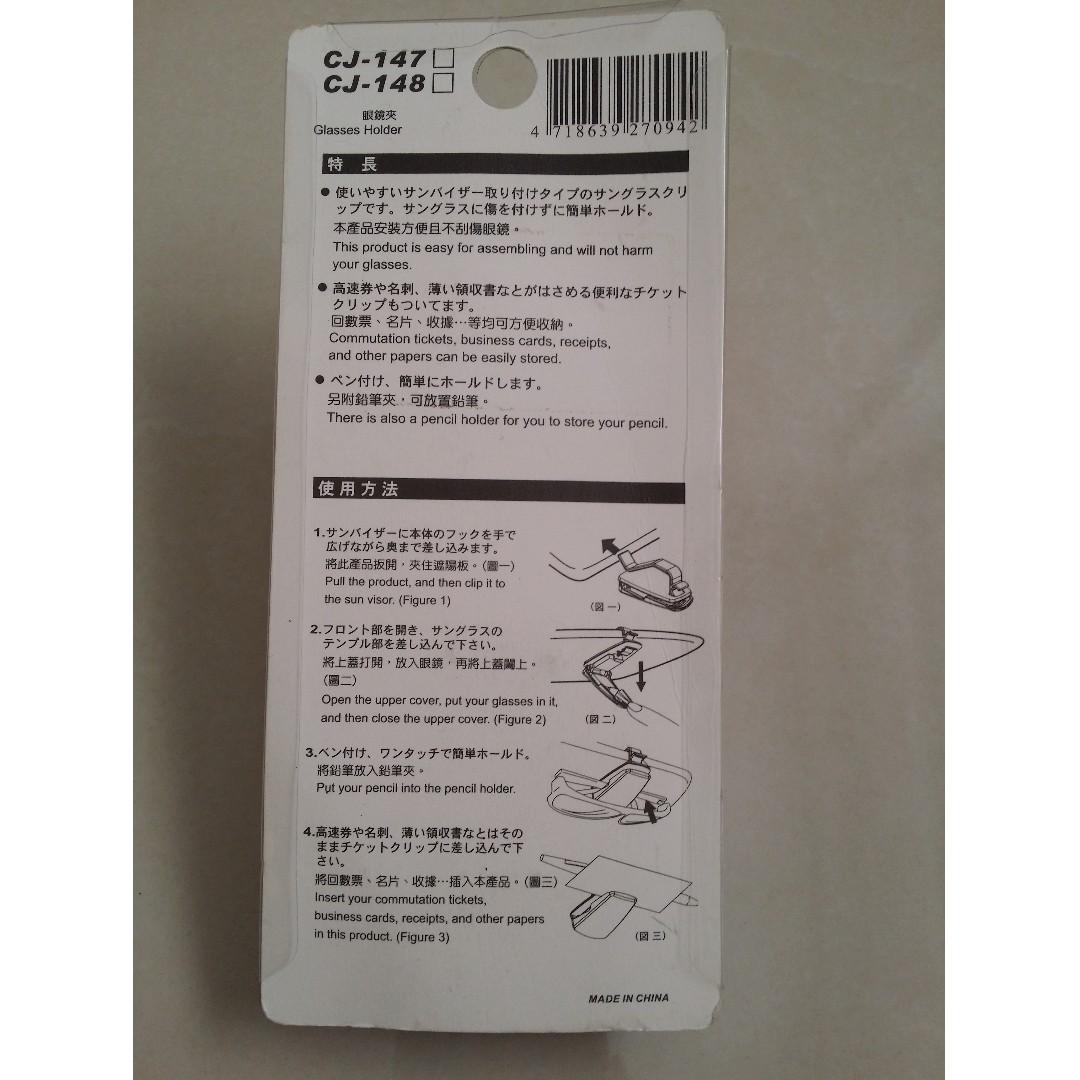 CJ-147□
CJ-148□
眼鏡夾
Glasses Holder
4 718639 270942
特長
● 使いやすいサンバイザー取り付けタイプのサングラスクリ
ップです。サングラスに傷を付けずに簡単ホールド。
本產品安裝方便且不刮傷眼鏡。
This product is easy for assembling and will not harm
your glasses.
● 高速券や名刺、薄い領収書なとがはさめる便利なチケット
クリップもついてます。
回數票、名片、收據…等均可方便收納。
Commutation tickets, business cards, receipts,
and other papers can be easily stored.
● ペン付け、簡単にホールドします。
另附鉛筆夾，可放置鉛筆。
There is also a pencil holder for you to store your pencil.
使用方法
1.サンバイザーに本体のフックを手で
広げながら奥まで差し込みます。
將此產品扳開，夾住遮陽板。（圖一）
Pull the product, and then clip it to
the sun visor. (Figure 1)
（図一）
2.フロント部を開き、サングラスの
テンプル部を差し込んで下さい。
將上蓋打開，放入眼鏡，再將上蓋闔上。
（圖二）
Open the upper cover, put your glasses in it,
and then close the upper cover. (Figure 2)
（図二）
3.ペン付け、ワンタッチで簡単ホールド。
將鉛筆放入鉛筆夾。
Put your pencil into the pencil holder.
4.高速券や名刺、薄い領収書なとはその
ままチケットクリップに差し込んで下
さい。
將回數票、名片、收據…插入本產品。（圖三）
Insert your commutation tickets,
business cards, receipts, and other papers
in this product. (Figure 3)
（図三）
MADE IN CHINA